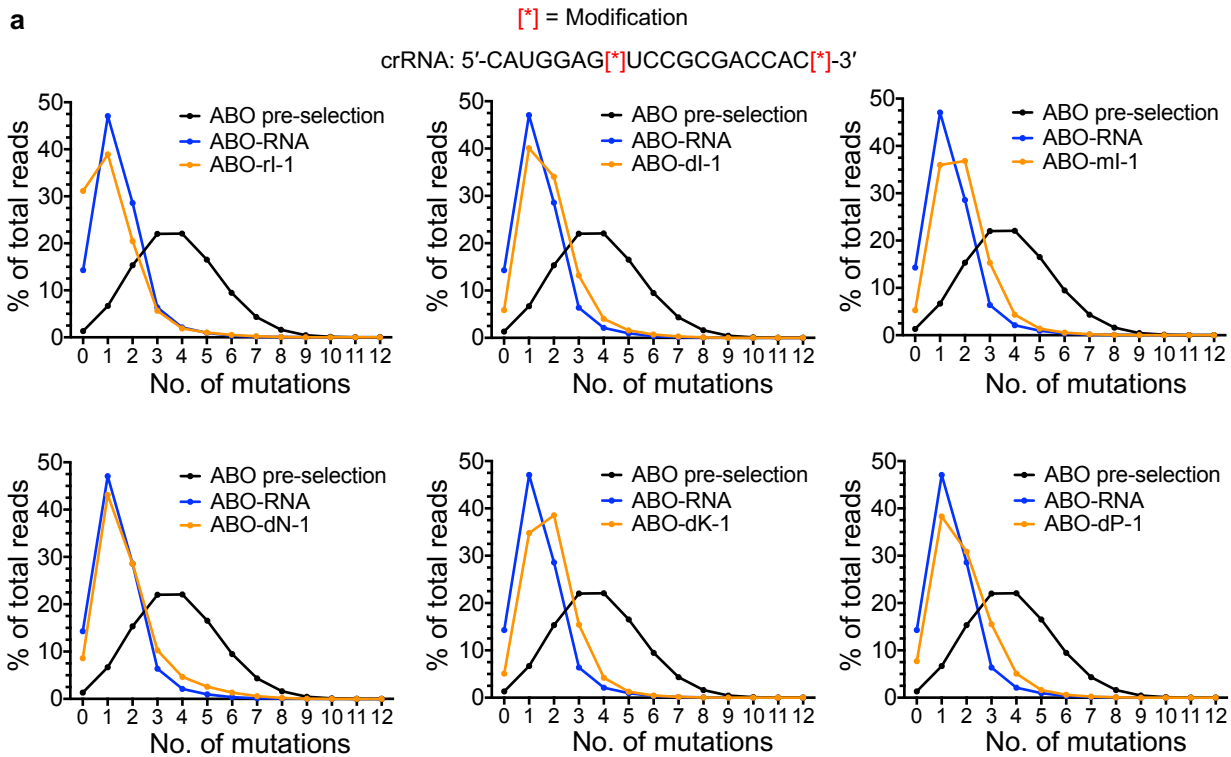 a
[*] = Modification
crRNA: 5′-CAUGGAG[*]UCCGCGACCAC[*]-3′
50
40
30
20
10
0
% of total reads
ABO pre-selection
ABO-RNA
ABO-rI-1
0 1 2 3 4 5 6 7 8 9 10 11 12
No. of mutations
50
40
30
20
10
0
% of total reads
ABO pre-selection
ABO-RNA
ABO-dI-1
0 1 2 3 4 5 6 7 8 9 10 11 12
No. of mutations
50
40
30
20
10
0
% of total reads
ABO pre-selection
ABO-RNA
ABO-mI-1
0 1 2 3 4 5 6 7 8 9 10 11 12
No. of mutations
50
40
30
20
10
0
% of total reads
ABO pre-selection
ABO-RNA
ABO-dN-1
0 1 2 3 4 5 6 7 8 9 10 11 12
No. of mutations
50
40
30
20
10
0
% of total reads
ABO pre-selection
ABO-RNA
ABO-dK-1
0 1 2 3 4 5 6 7 8 9 10 11 12
No. of mutations
50
40
30
20
10
0
% of total reads
ABO pre-selection
ABO-RNA
ABO-dP-1
0 1 2 3 4 5 6 7 8 9 10 11 12
No. of mutations